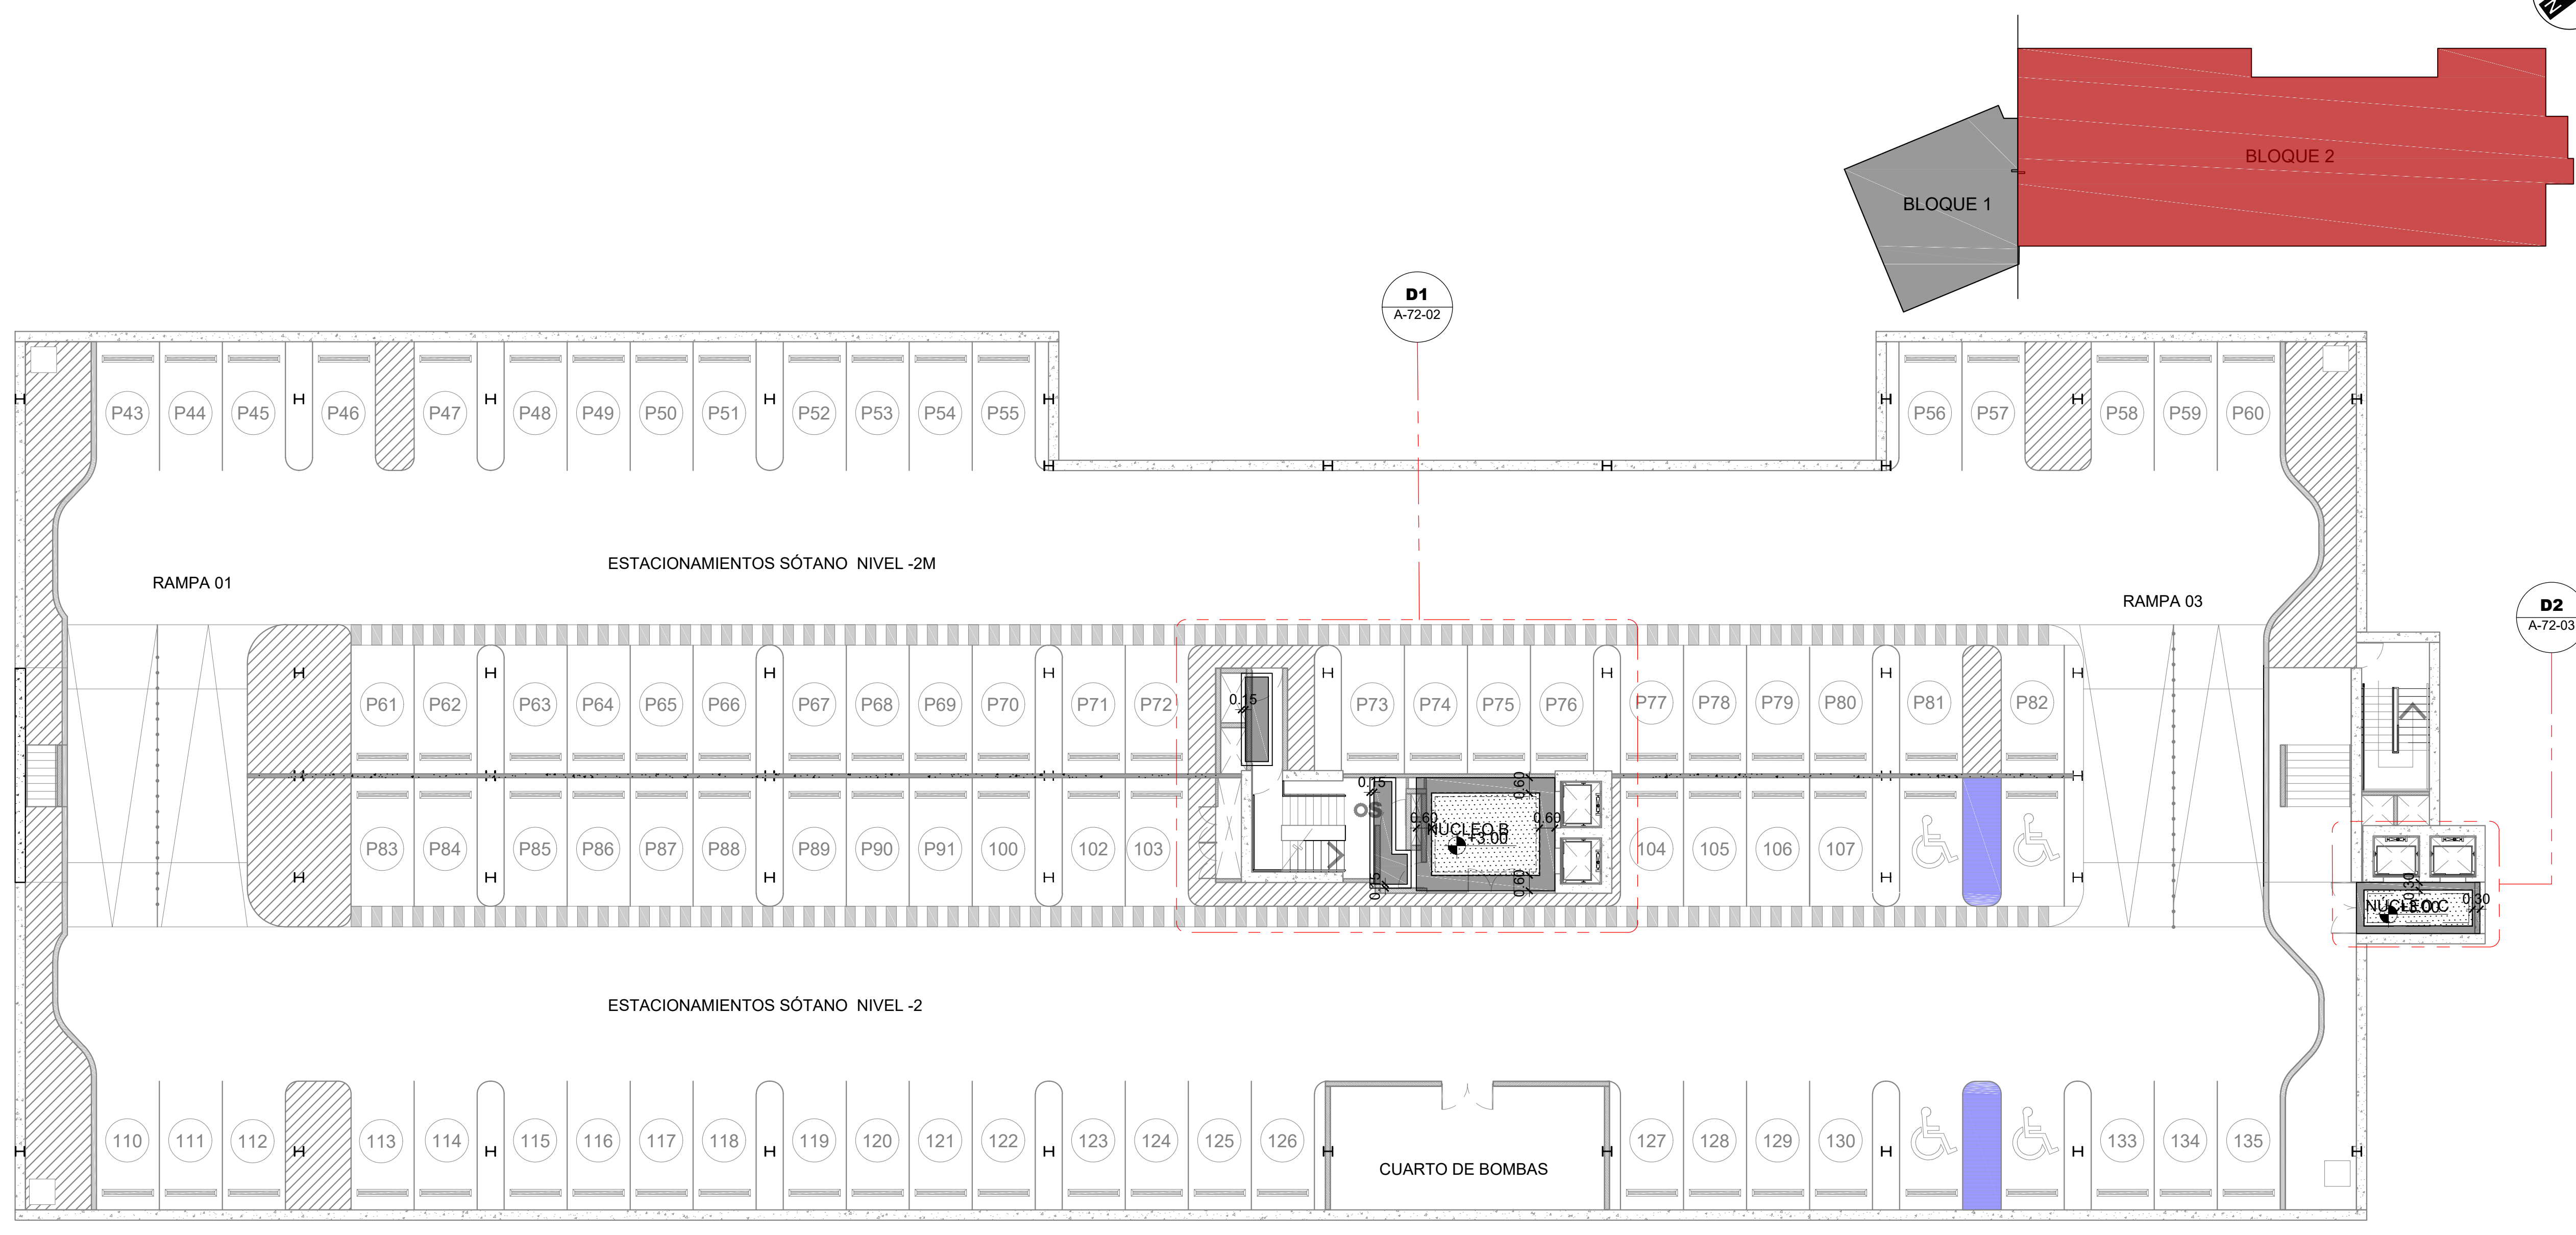 N
BLOQUE 2
BLOQUE 1
D1
A-72-02
P43 P44 P45 P46 P47 P48 P49 P50 P51 P52 P53 P54 P55 P56 P57 P58 P59 P60
ESTACIONAMIENTOS SÓTANO NIVEL -2M
RAMPA 01
RAMPA 03
D2
A-72-03
P61 P62 P63 P64 P65 P66 P67 P68 P69 P70 P71 P72 P73 P74 P75 P76 P77 P78 P79 P80 P81 P82
0.15
0.15
0.60
0.60
0.60
NÚCLEO B
+3.00
0.60
0.15
P83 P84 P85 P86 P87 P88 P89 P90 P91 100 102 103 104 105 106 107
0.30
0.30
NÚCLEO C
+3.00
ESTACIONAMIENTOS SÓTANO NIVEL -2
110 111 112 113 114 115 116 117 118 119 120 121 122 123 124 125 126 127 128 129 130 133 134 135
CUARTO DE BOMBAS